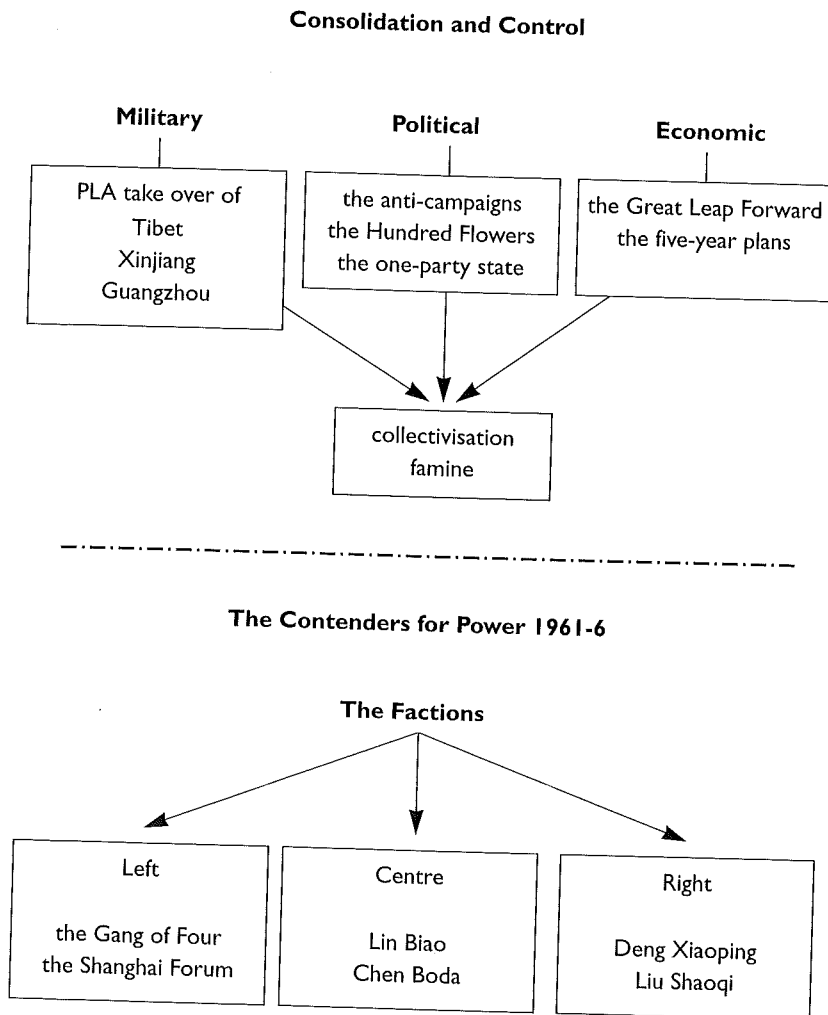 Consolidation and Control
Military
PLA take over of
Tibet
Xinjiang
Guangzhou
Political
the anti-campaigns
the Hundred Flowers
the one-party state
Economic
the Great Leap Forward
the five-year plans
collectivisation
famine
The Contenders for Power 1961-6
The Factions
Left
the Gang of Four
the Shanghai Forum
Centre
Lin Biao
Chen Boda
Right
Deng Xiaoping
Liu Shaoqi